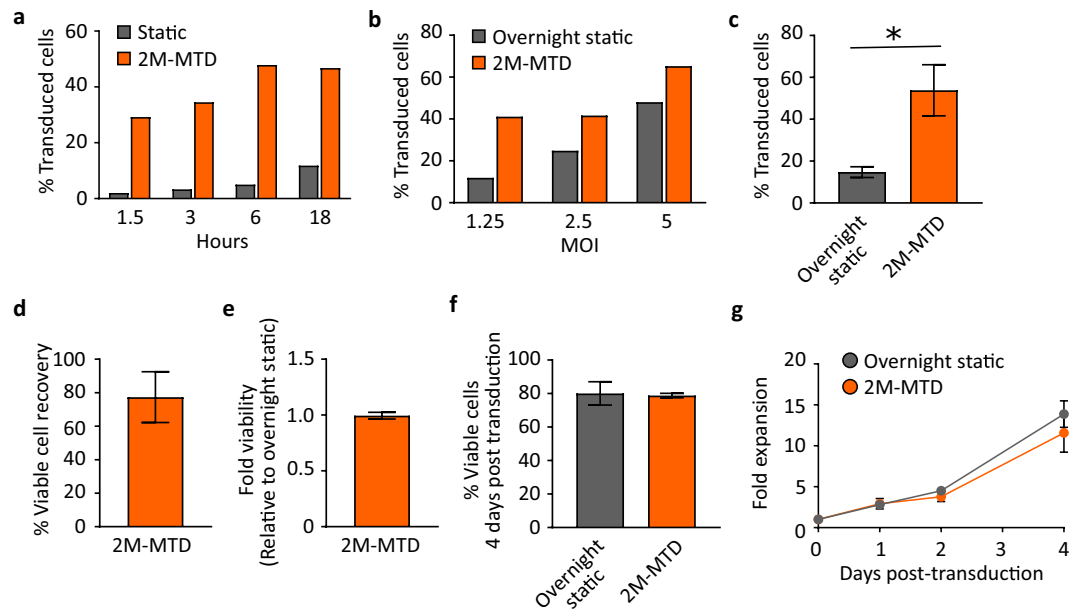 a
% Transduced cells
60
40
20
0
Static
2M-MTD
1.5 3 6 18
Hours
b
% Transduced cells
80
60
40
20
0
Overnight static
2M-MTD
1.25 2.5 5
MOI
c
% Transduced cells
80
60
40
20
0
*
Overnight
static
2M-MTD
d
% Viable cell recovery
100
80
60
40
20
0
2M-MTD
e
Fold viability
(Relative to overnight static)
1.5
1.0
0.5
0
2M-MTD
f
% Viable cells
4 days post transduction
100
80
60
40
20
0
Overnight
static
2M-MTD
g
Fold expansion
20
15
10
5
0
Overnight static
2M-MTD
0 1 2 3 4
Days post-transduction